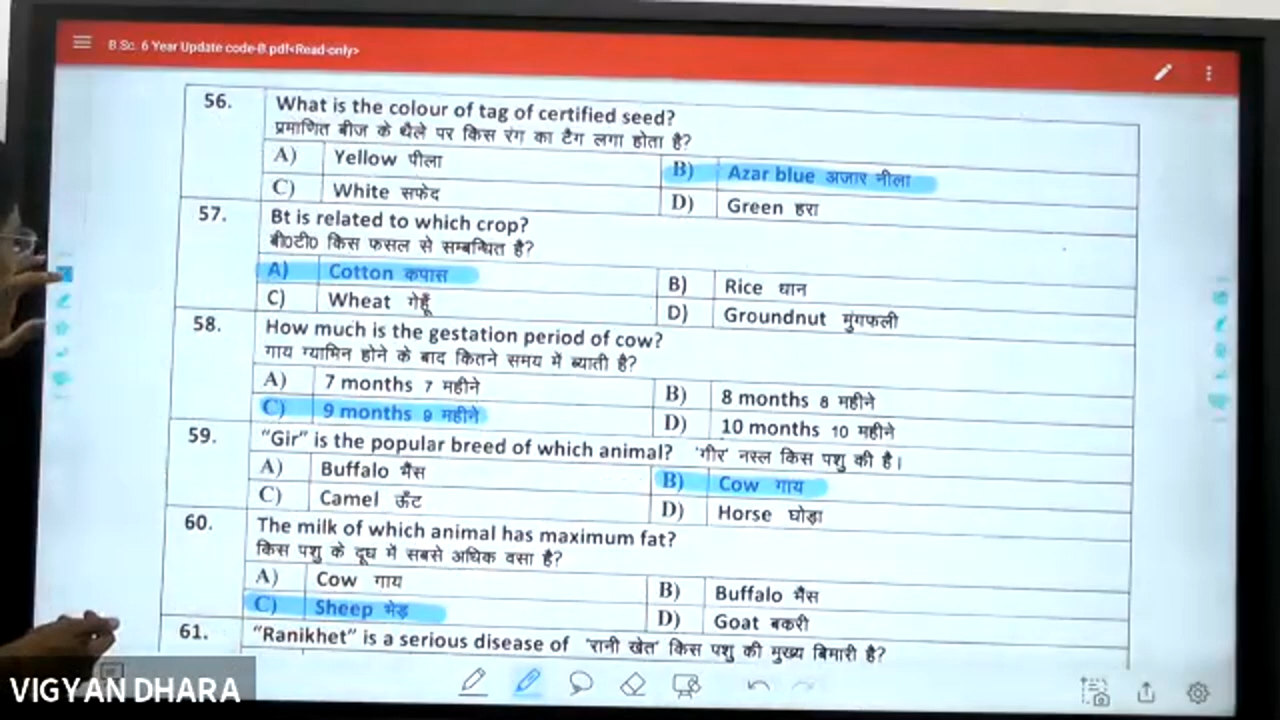 B.Sc. 6 Year Update code-B.pdf<Read-only>
56. What is the colour of tag of certified seed?
प्रमाणित बीज के थैले पर किस रंग का टैग लगा होता है?
A) Yellow पीला B) Azar blue अजार नीला
C) White सफेद D) Green हरा
57. Bt is related to which crop?
बी0टी0 किस फसल से सम्बन्धित है?
A) Cotton कपास B) Rice धान
C) Wheat गेहूँ D) Groundnut मुंगफली
58. How much is the gestation period of cow?
गाय ग्याभिन होने के बाद कितने समय में ब्याती है?
A) 7 months 7 महीने B) 8 months 8 महीने
C) 9 months 9 महीने D) 10 months 10 महीने
59. “Gir” is the popular breed of which animal? 'गीर' नस्ल किस पशु की है।
A) Buffalo भैंस B) Cow गाय
C) Camel ऊँट D) Horse घोड़ा
60. The milk of which animal has maximum fat?
किस पशु के दूध में सबसे अधिक वसा है?
A) Cow गाय B) Buffalo भैंस
C) Sheep भेड़ D) Goat बकरी
61. “Ranikhet” is a serious disease of 'रानी खेत' किस पशु की मुख्य बिमारी है?
VIGYAN DHARA